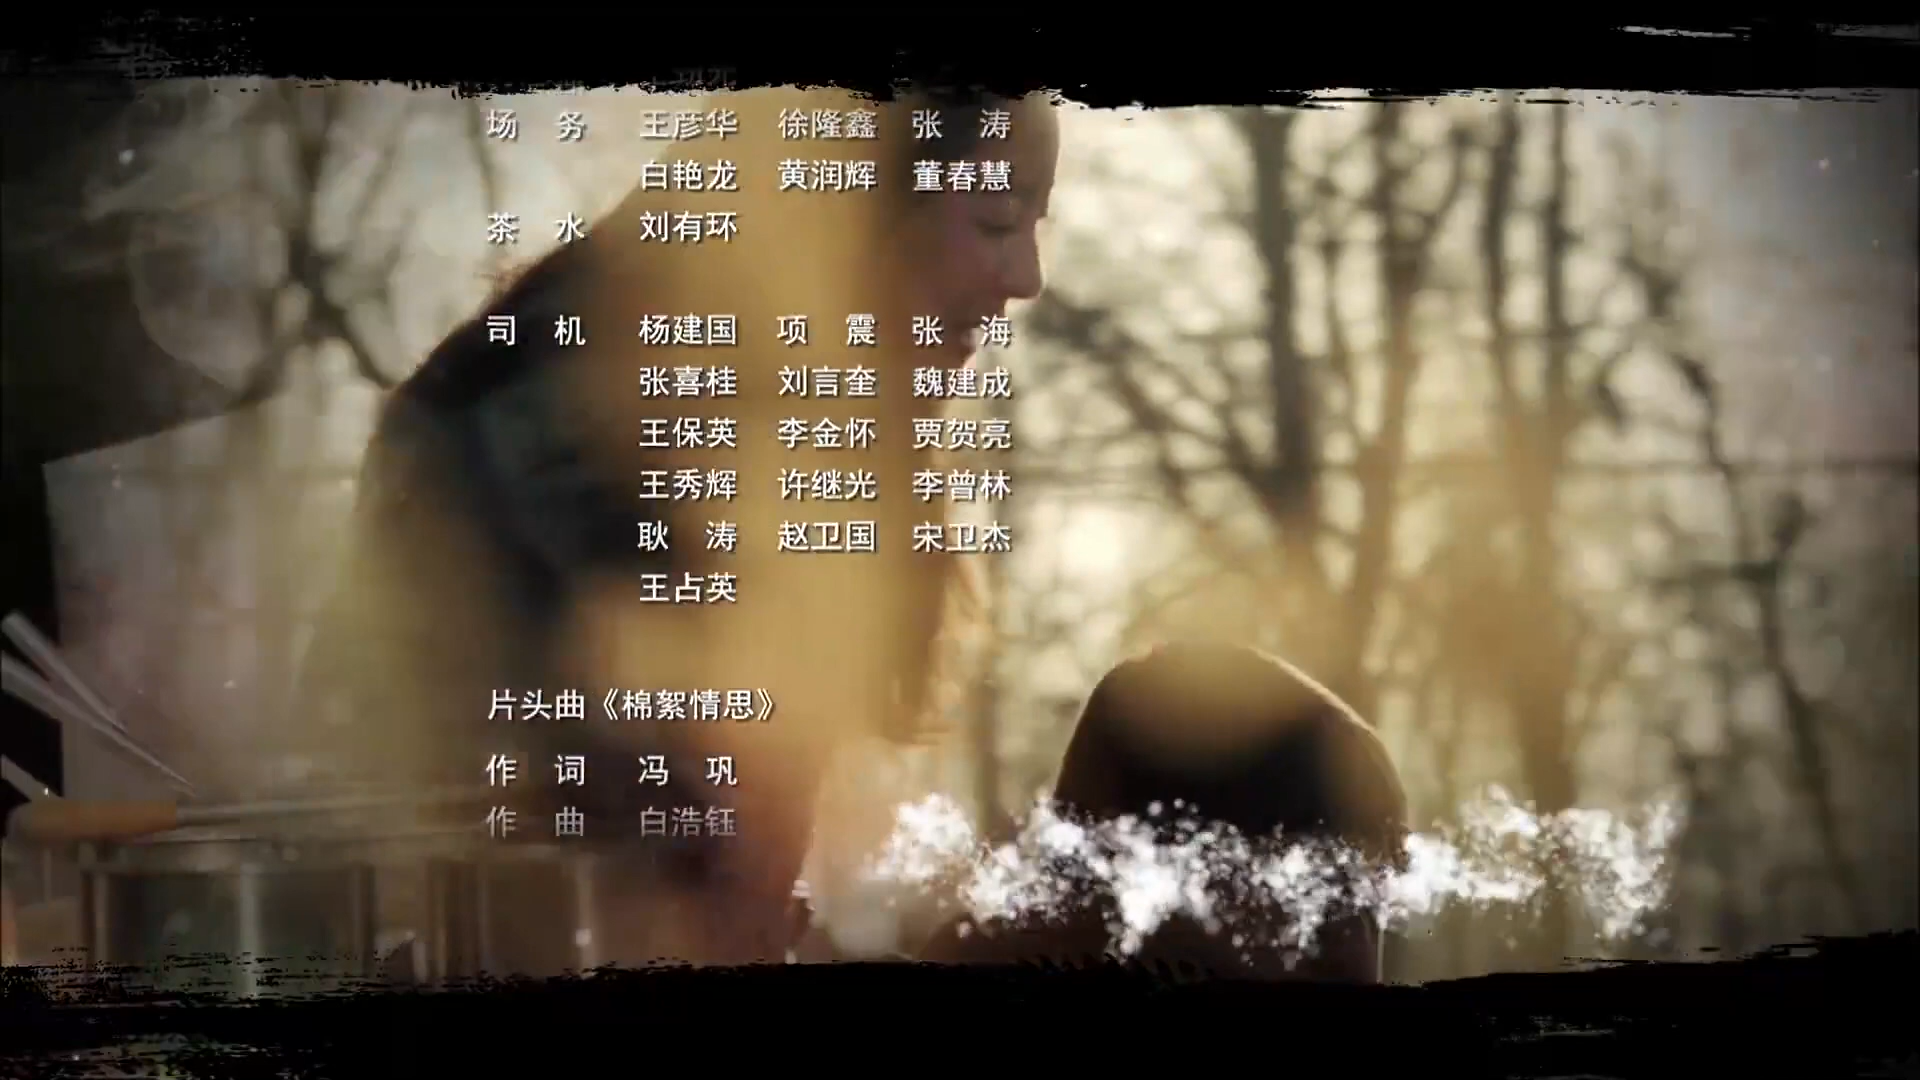 场 务 王彦华 徐隆鑫 张 涛
白艳龙 黄润辉 董春慧
茶 水 刘有环
司 机 杨建国 项 震 张 海
张喜桂 刘言奎 魏建成
王保英 李金怀 贾贺亮
王秀辉 许继光 李曾林
耿 涛 赵卫国 宋卫杰
王占英
片头曲《棉絮情思》
作 词 冯 巩
作 曲 白浩钰